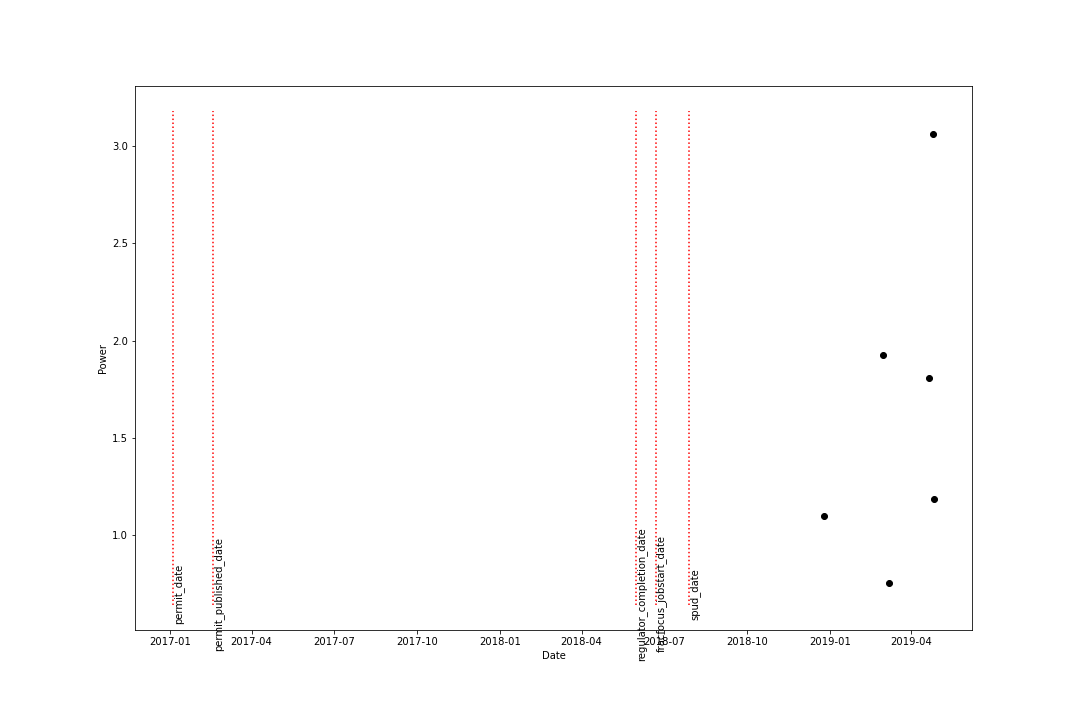 3.0
2.5
2.0
1.5
1.0
Power
permit_date
permit_published_date
regulator_completion_date
fracfocus_jobstart_date
spud_date
2017-01 2017-04 2017-07 2017-10 2018-01 2018-04 2018-07 2018-10 2019-01 2019-04
Date